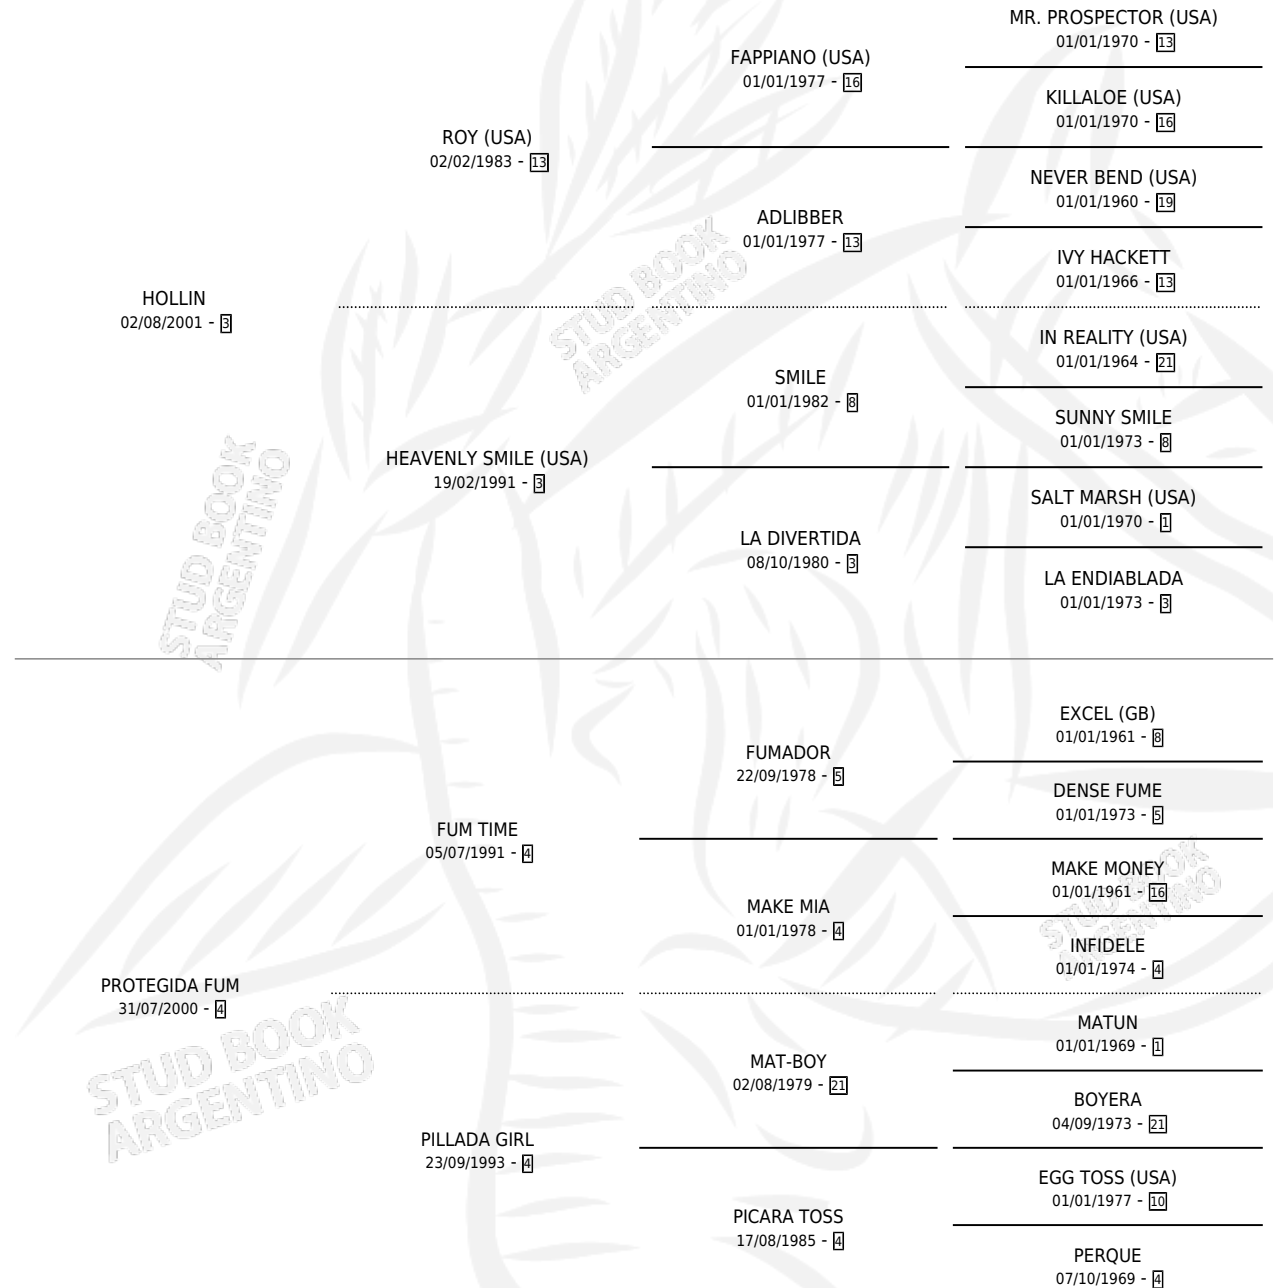 MR. PROSPECTOR (USA)
01/01/1970 - 13
FAPPIANO (USA)
01/01/1977 - 16
KILLALOE (USA)
01/01/1970 - 16
ROY (USA)
02/02/1983 - 13
NEVER BEND (USA)
01/01/1960 - 19
ADLIBBER
01/01/1977 - 13
IVY HACKETT
01/01/1966 - 13
HOLLIN
02/08/2001 - 3
IN REALITY (USA)
01/01/1964 - 21
SMILE
01/01/1982 - 8
SUNNY SMILE
01/01/1973 - 8
HEAVENLY SMILE (USA)
19/02/1991 - 3
SALT MARSH (USA)
01/01/1970 - 1
LA DIVERTIDA
08/10/1980 - 3
LA ENDIABLADA
01/01/1973 - 3
EXCEL (GB)
01/01/1961 - 8
FUMADOR
22/09/1978 - 5
DENSE FUME
01/01/1973 - 5
FUM TIME
05/07/1991 - 4
MAKE MONEY
01/01/1961 - 16
MAKE MIA
01/01/1978 - 4
INFIDELE
01/01/1974 - 4
PROTEGIDA FUM
31/07/2000 - 4
MATUN
01/01/1969 - 1
MAT-BOY
02/08/1979 - 21
BOYERA
04/09/1973 - 21
PILLADA GIRL
23/09/1993 - 4
EGG TOSS (USA)
01/01/1977 - 10
PICARA TOSS
17/08/1985 - 4
PERQUE
07/10/1969 - 4
STUD BOOK
ARGENTINO
STUD BOOK
ARGENTINO
STUD BOOK
ARGENTINO
STUD BOOK
ARGENTINO